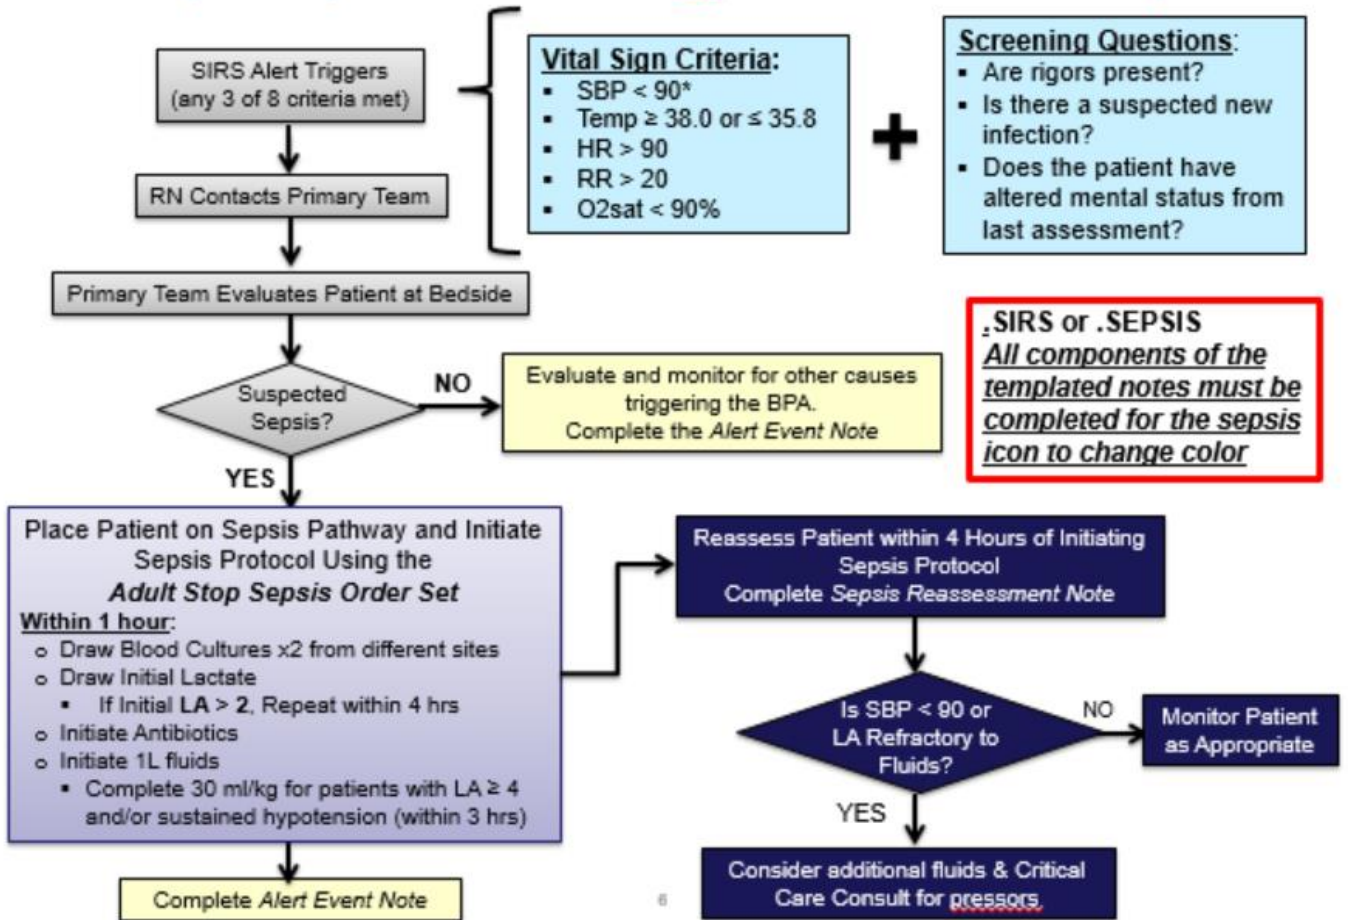 SIRS Alert Triggers
(any 3 of 8 criteria met)
RN Contacts Primary Team
Primary Team Evaluates Patient at Bedside
Suspected
Sepsis?
NO
YES
Vital Sign Criteria:
▪ SBP < 90*
▪ Temp ≥ 38.0 or ≤ 35.8
▪ HR > 90
▪ RR > 20
▪ O2sat < 90%
+
Screening Questions:
▪ Are rigors present?
▪ Is there a suspected new
infection?
▪ Does the patient have
altered mental status from
last assessment?
Evaluate and monitor for other causes
triggering the BPA.
Complete the Alert Event Note
.SIRS or .SEPSIS
All components of the
templated notes must be
completed for the sepsis
icon to change color
Place Patient on Sepsis Pathway and Initiate
Sepsis Protocol Using the
Adult Stop Sepsis Order Set
Within 1 hour:
o Draw Blood Cultures x2 from different sites
o Draw Initial Lactate
▪ If Initial LA > 2, Repeat within 4 hrs
o Initiate Antibiotics
o Initiate 1L fluids
▪ Complete 30 ml/kg for patients with LA ≥ 4
and/or sustained hypotension (within 3 hrs)
Complete Alert Event Note
Reassess Patient within 4 Hours of Initiating
Sepsis Protocol
Complete Sepsis Reassessment Note
Is SBP < 90 or
LA Refractory to
Fluids?
NO
Monitor Patient
as Appropriate
YES
Consider additional fluids & Critical
Care Consult for pressors.
6